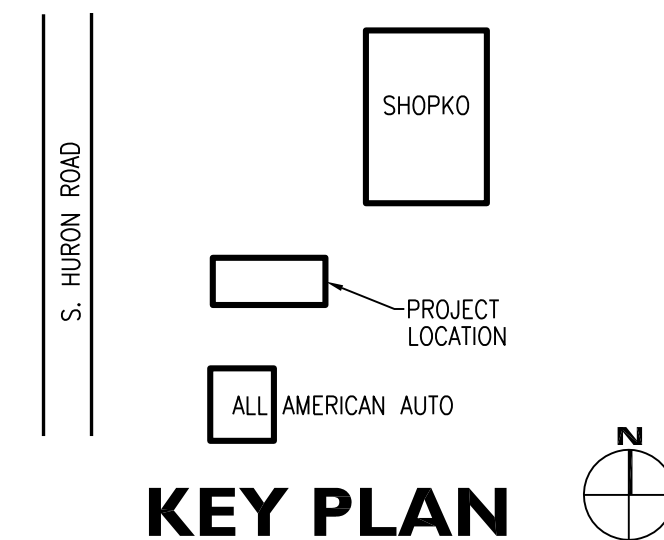 SHOPKO
S. HURON ROAD
PROJECT
LOCATION
ALL AMERICAN AUTO
N
KEY PLAN